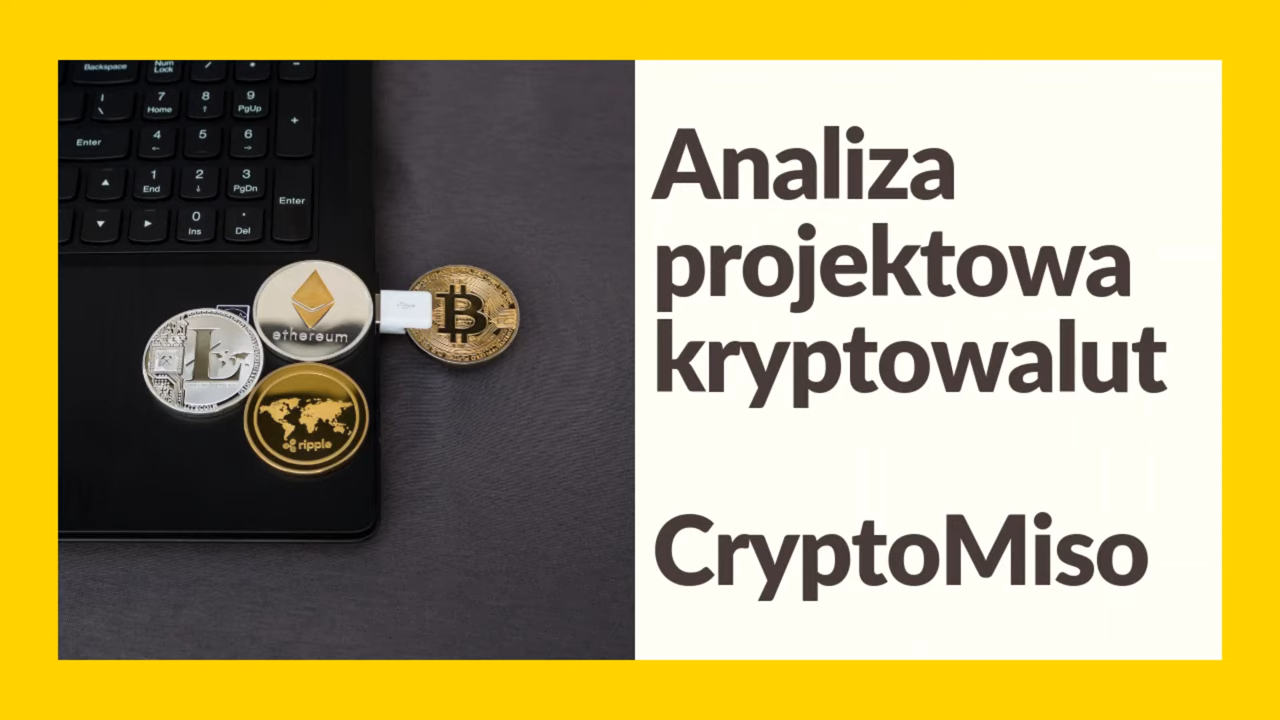 Backspace
Num Lock
/
*
-
|
\
7 Home
8 ↑
9 PgUp
+
Enter
4 ←
5
6 →
▲
1 End
2 ↓
3 PgDn
Enter
▼
►
0 Ins
. Del
ethereum
B
L
LITECOIN
ripple
Analiza
projektowa
kryptowalut
CryptoMiso